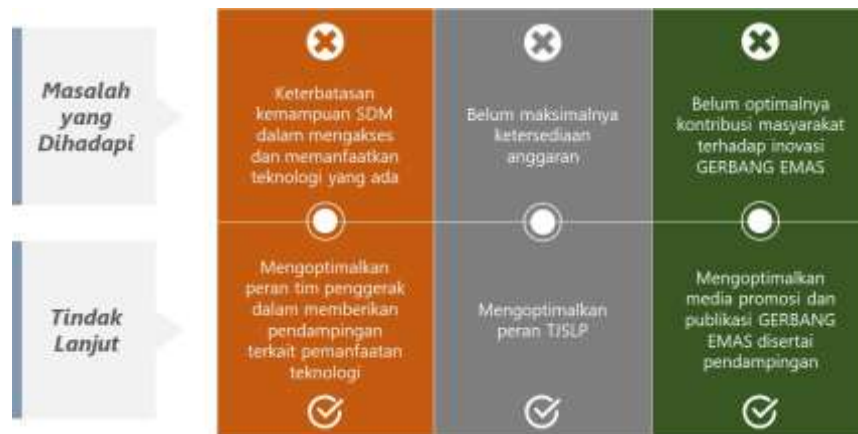 Masalah
yang
Dihadapi
Keterbatasan
kemampuan SDM
dalam mengakses
dan memanfaatkan
teknologi yang ada
Belum maksimalnya
ketersediaan
anggaran
Belum optimalnya
kontribusi masyarakat
terhadap inovasi
GERBANG EMAS
Tindak
Lanjut
Mengoptimalkan
peran tim penggerak
dalam memberikan
pendampingan
terkait pemanfaatan
teknologi
Mengoptimalkan
peran TJSLP
Mengoptimalkan
media promosi dan
publikasi GERBANG
EMAS disertai
pendampingan